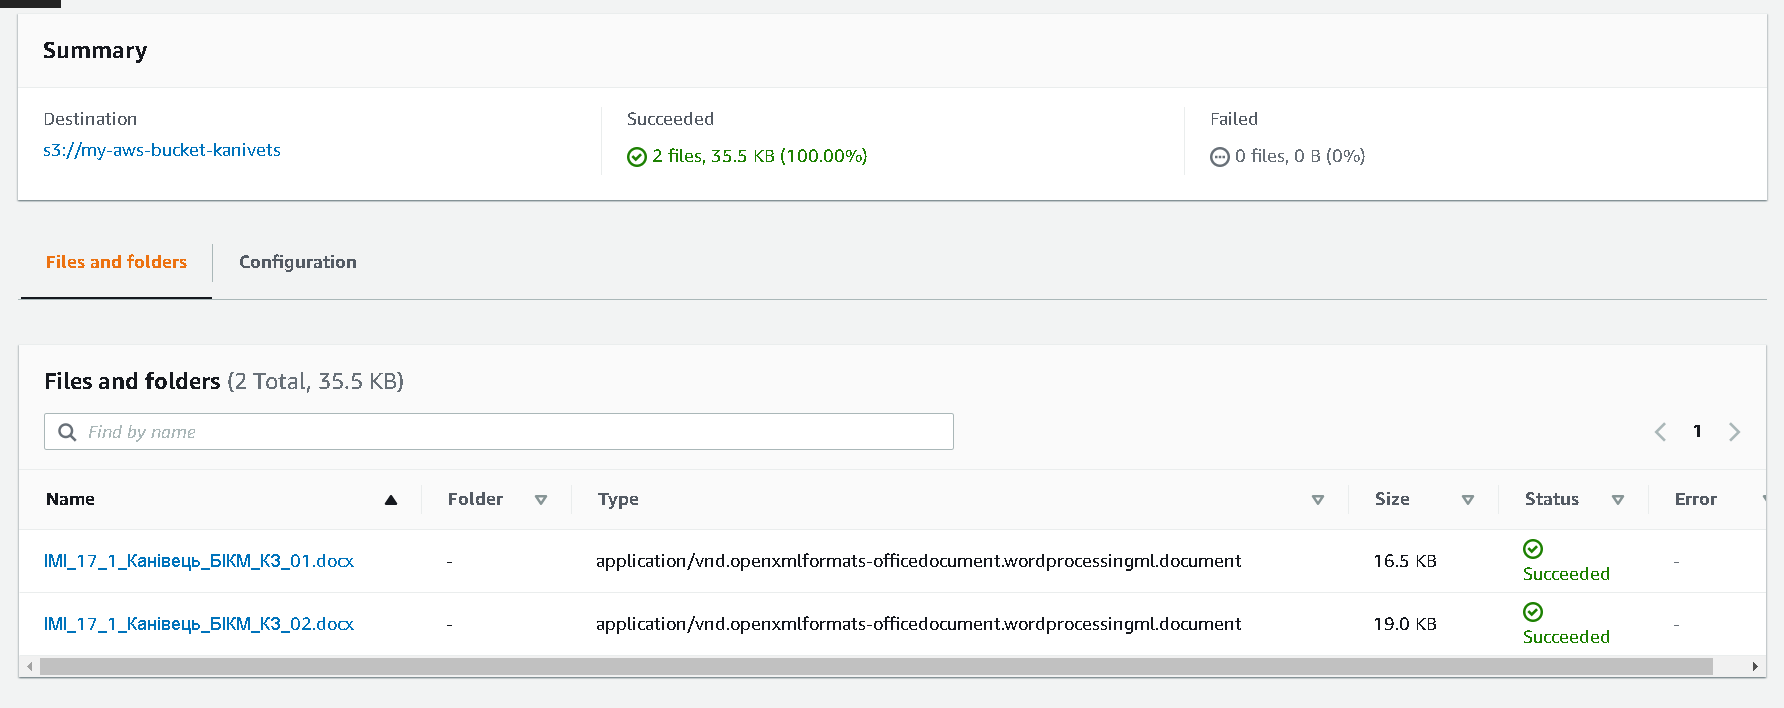 Summary
Destination
s3://my-aws-bucket-kanivets
Succeeded
2 files, 35.5 KB (100.00%)
Failed
0 files, 0 B (0%)
Files and folders
Configuration
Files and folders (2 Total, 35.5 KB)
Find by name
1
Name Folder Type Size Status Error
ІМІ_17_1_Канівець_БІКМ_КЗ_01.docx - application/vnd.openxmlformats-officedocument.wordprocessingml.document 16.5 KB Succeeded -
ІМІ_17_1_Канівець_БІКМ_КЗ_02.docx - application/vnd.openxmlformats-officedocument.wordprocessingml.document 19.0 KB Succeeded -